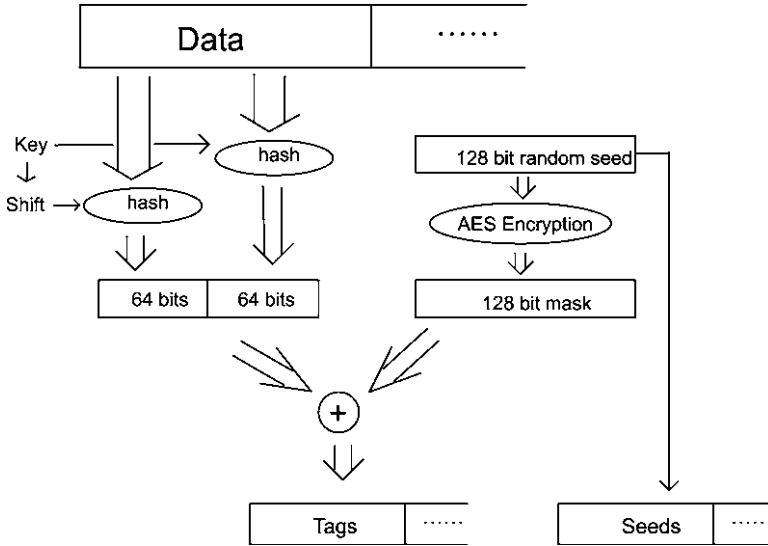 Data ......
Key
hash
128 bit random seed
Shift
hash
AES Encryption
64 bits 64 bits
128 bit mask
+
Tags ......
Seeds .....